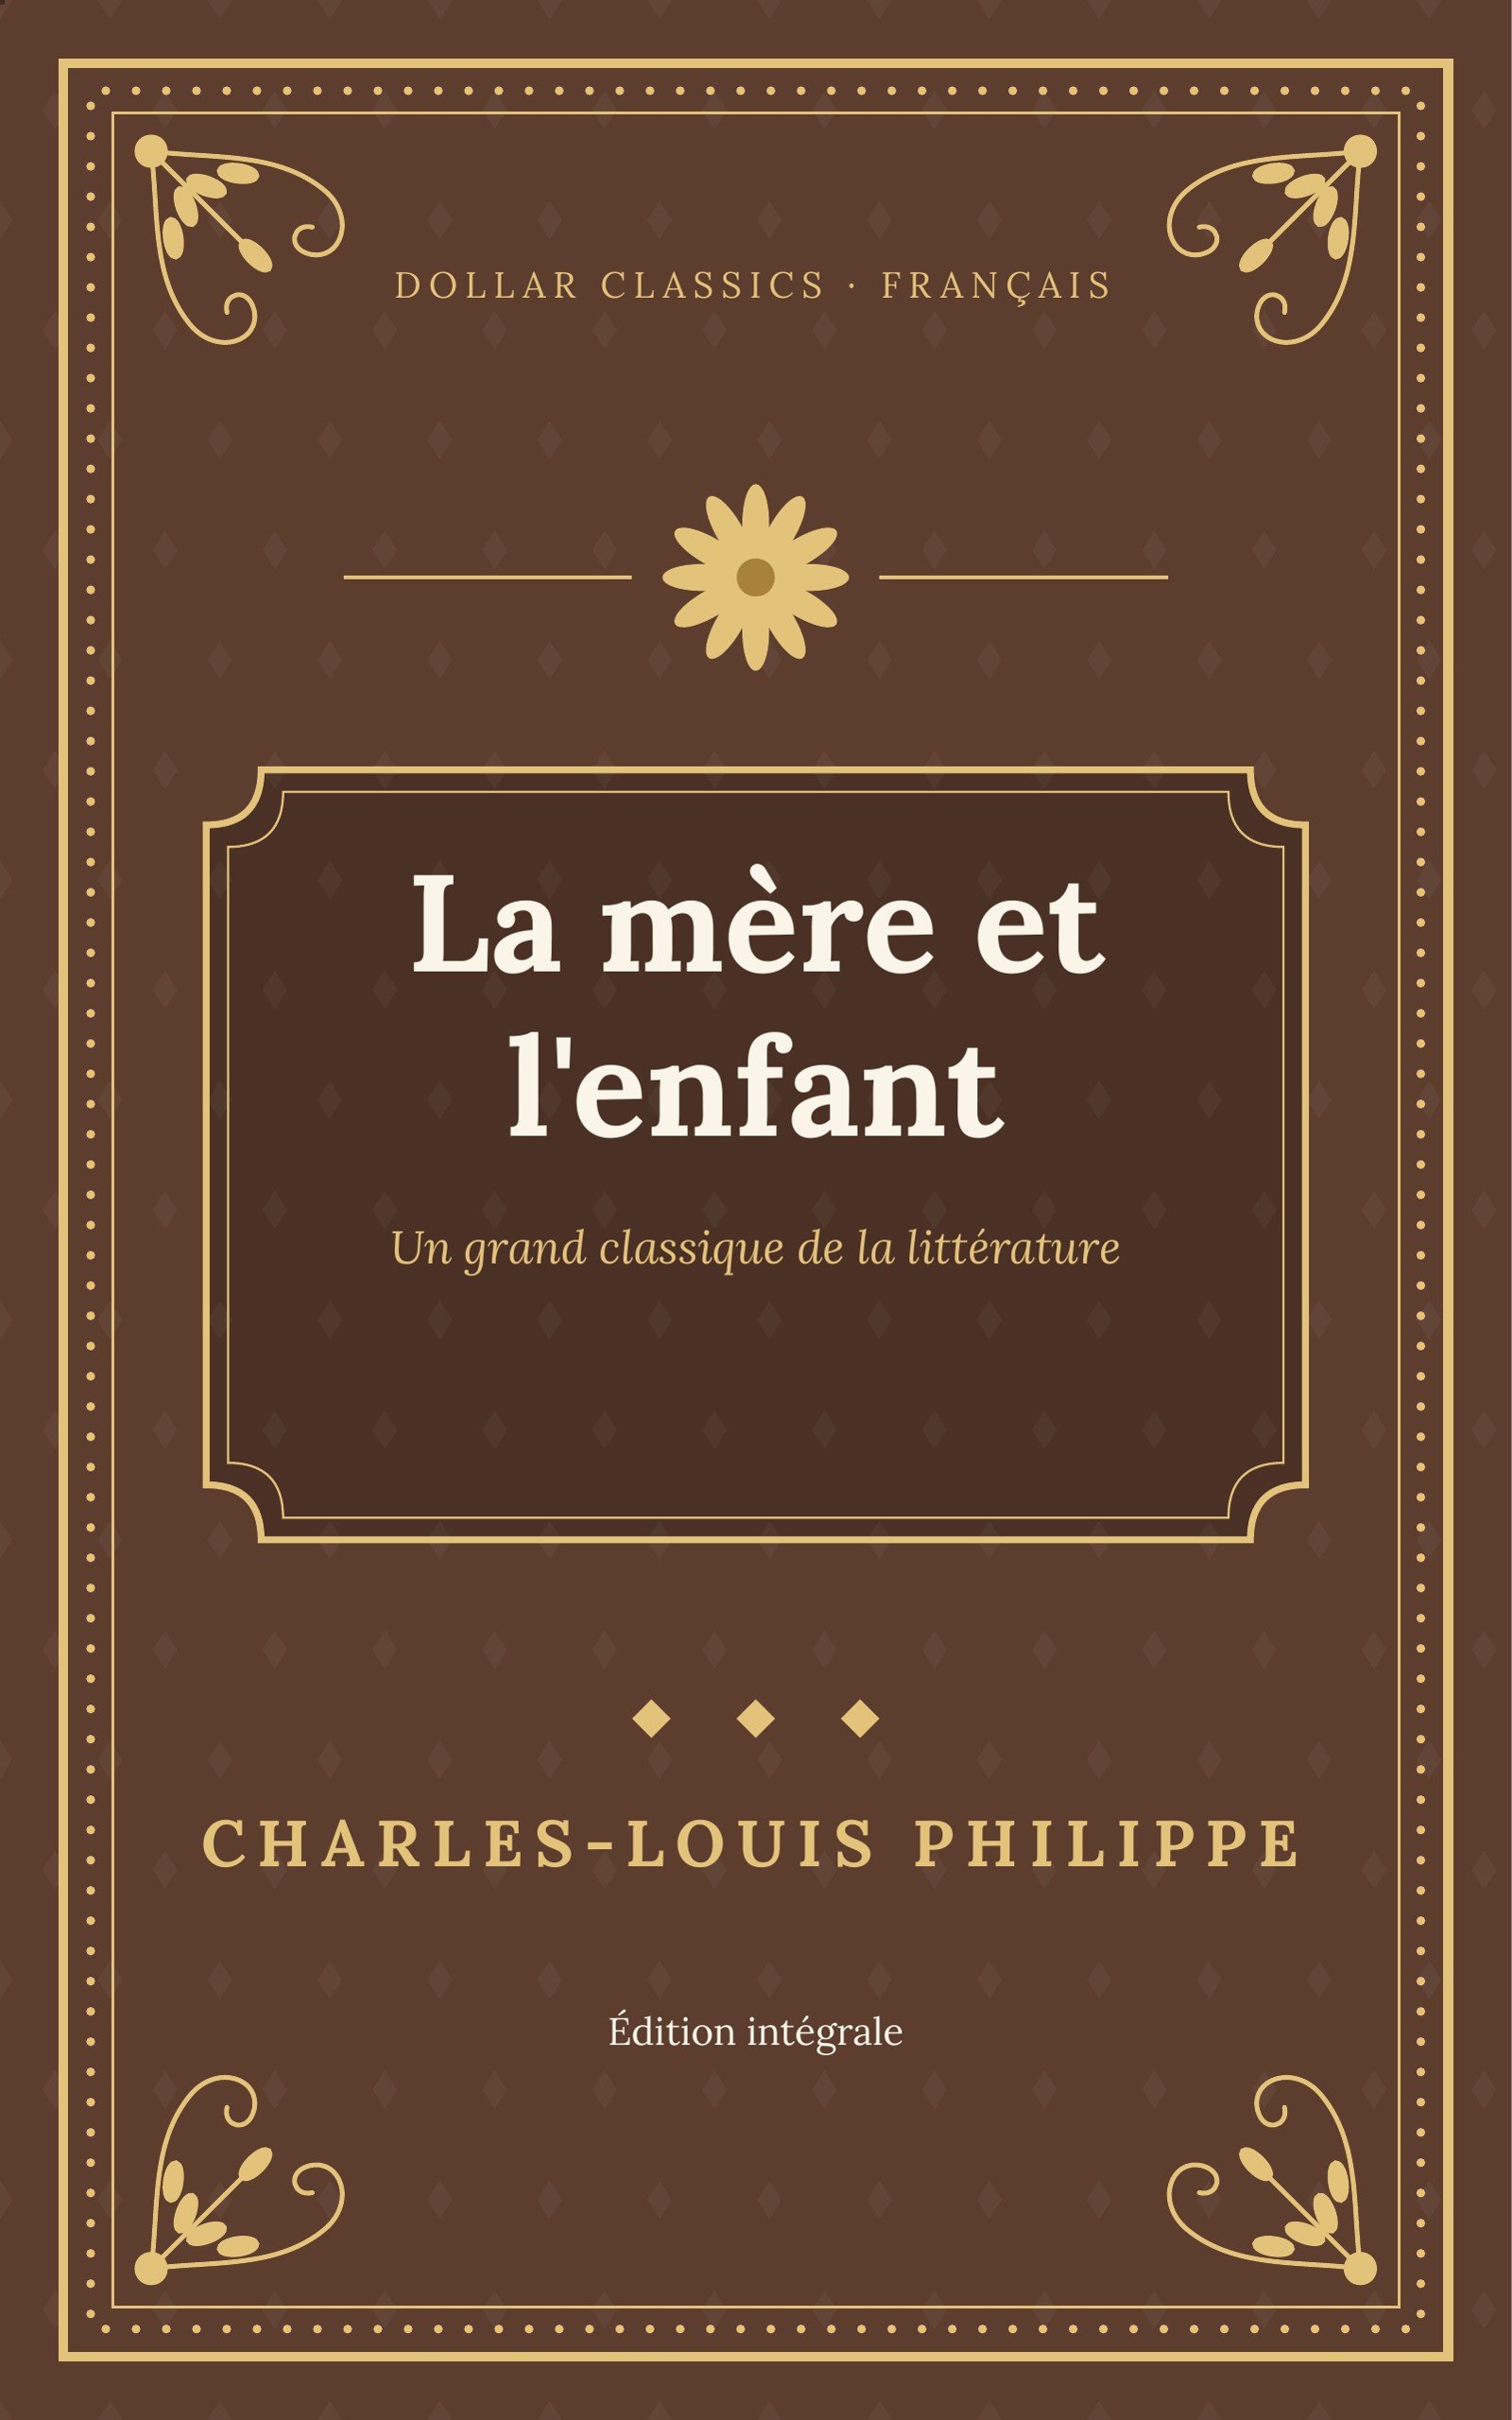 DOLLAR CLASSICS · FRANÇAIS
La mère et
l'enfant
Un grand classique de la littérature
CHARLES-LOUIS PHILIPPE
Édition intégrale